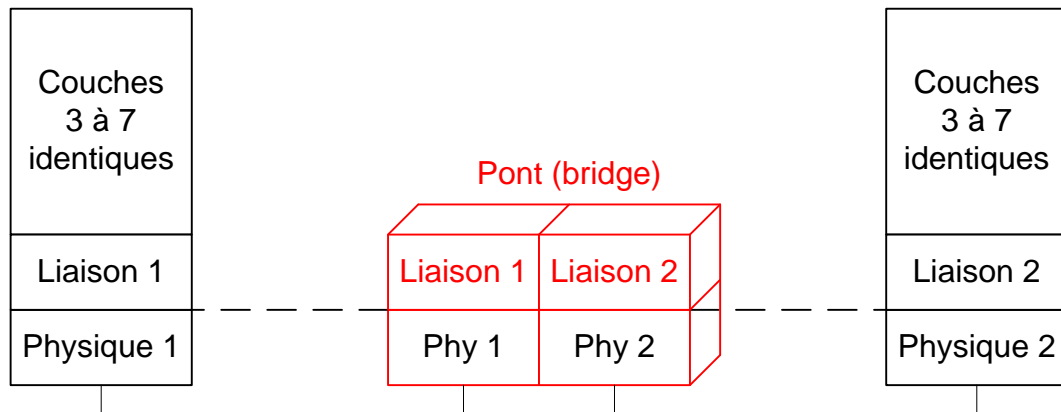 Couches
3 à 7
identiques
Liaison 1
Physique 1
Pont (bridge)
Liaison 1
Liaison 2
Phy 1
Phy 2
Couches
3 à 7
identiques
Liaison 2
Physique 2